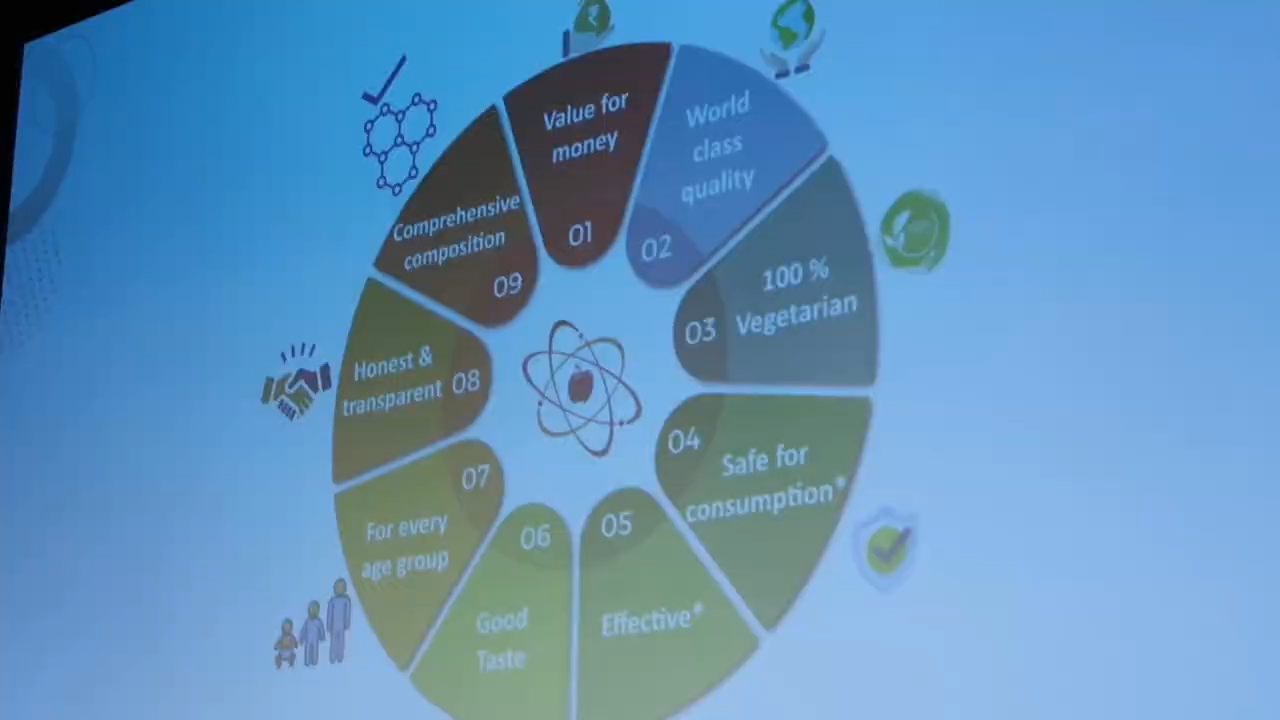 Value for
money
01
World
class
quality
02
100 %
Vegetarian
03
04
Safe for
consumption*
05
Effective*
06
Good
Taste
07
For every
age group
Honest &
transparent 08
Comprehensive
composition
09
₹